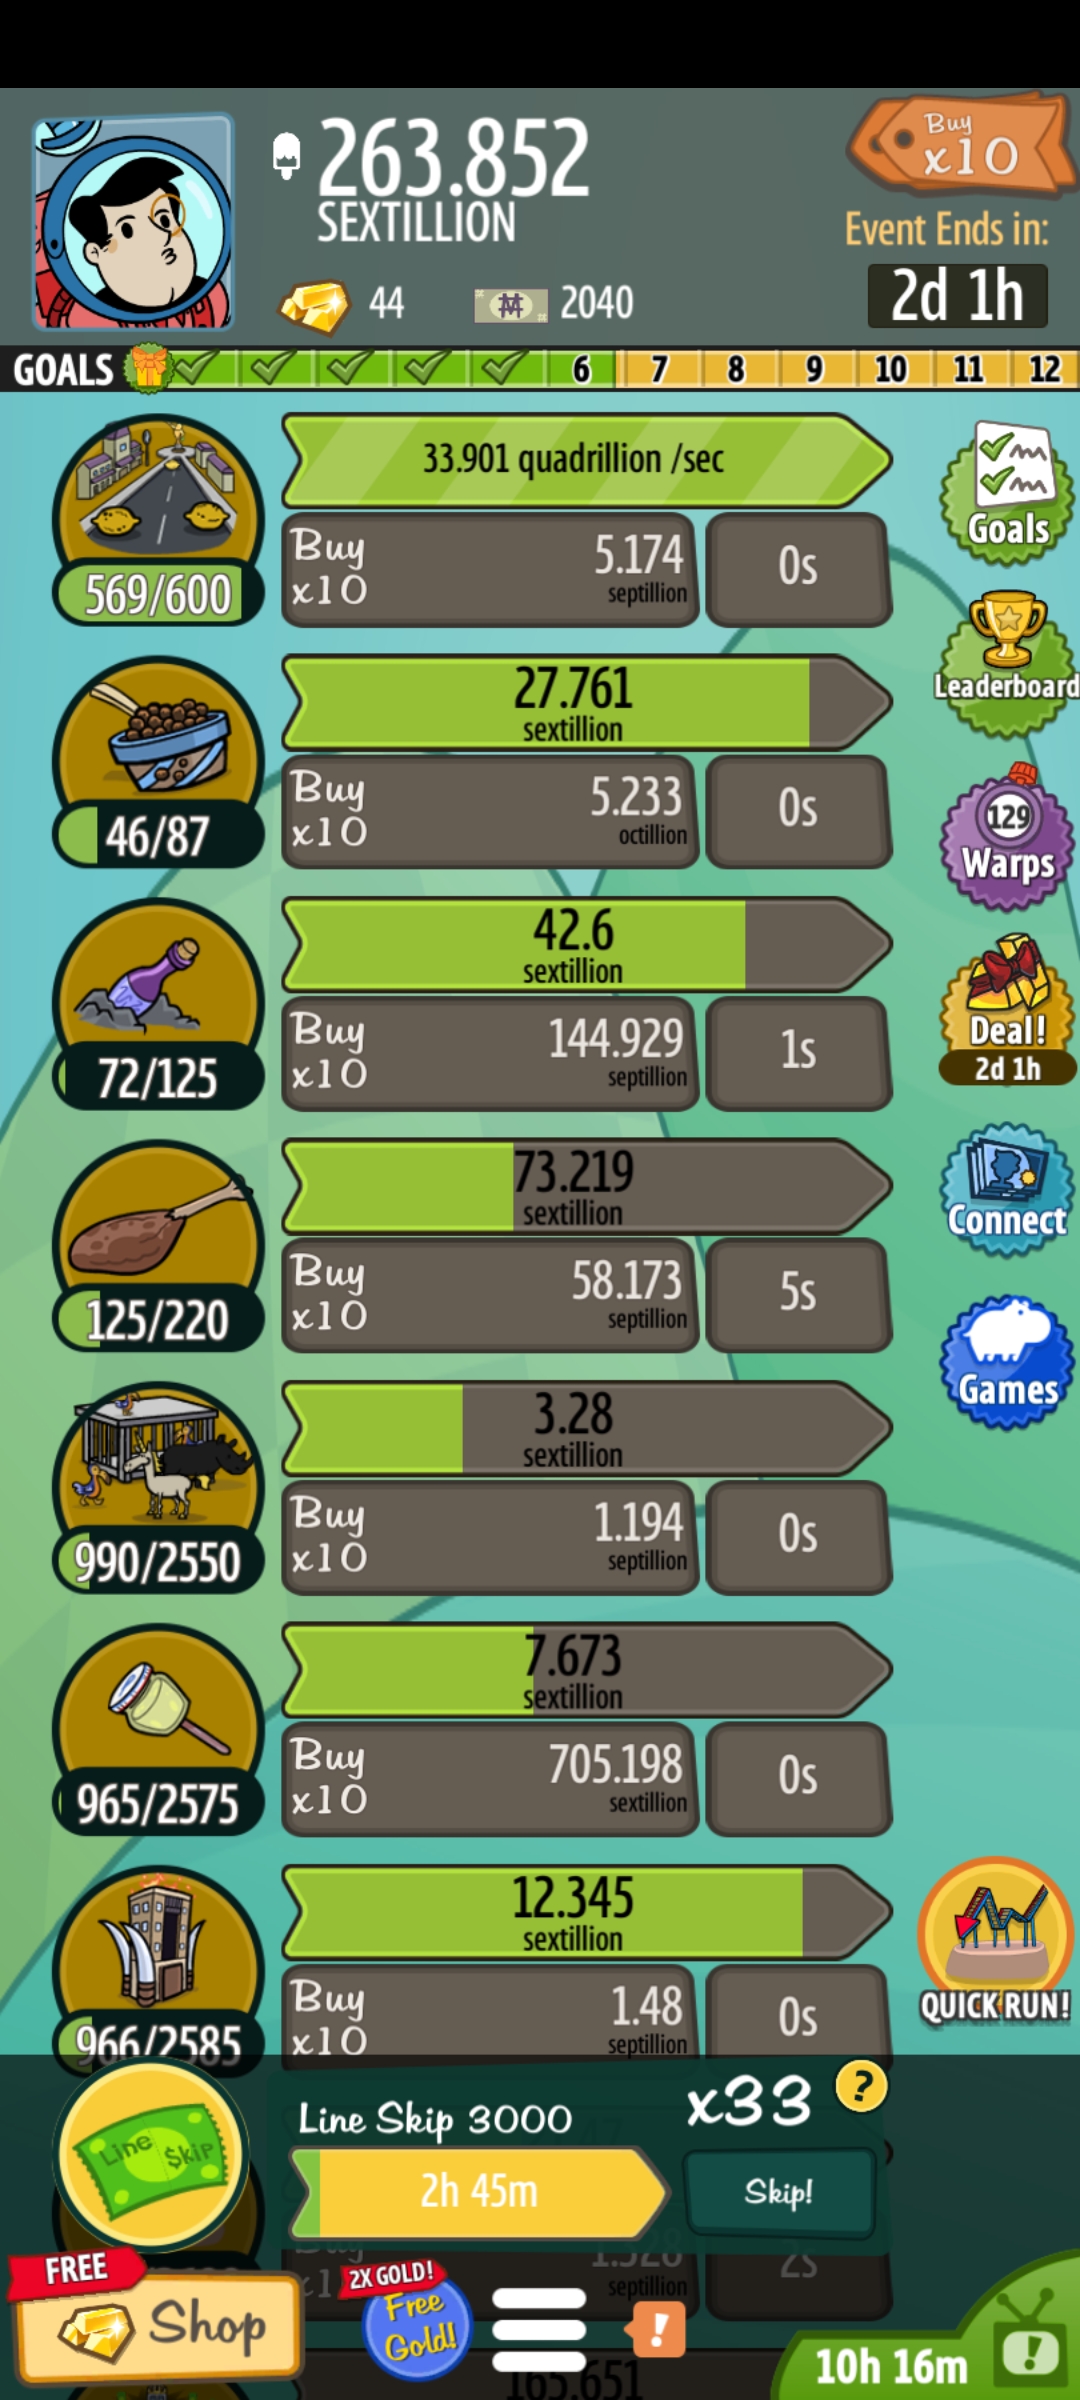 263.852
SEXTILLION
Buy
x10
Event Ends in:
44
2040
2d 1h
GOALS
6
7
8
9
10
11
12
33.901 quadrillion /sec
569/600
Buy
x10
5.174
septillion
0s
Goals
27.761
sextillion
46/87
Buy
x10
5.233
octillion
0s
Leaderboard
42.6
sextillion
72/125
Buy
x10
144.929
septillion
1s
129
Warps
Deal!
2d 1h
73.219
sextillion
125/220
Buy
x10
58.173
septillion
5s
Connect
3.28
sextillion
990/2550
Buy
x10
1.194
septillion
0s
Games
7.673
sextillion
965/2575
Buy
x10
705.198
sextillion
0s
12.345
sextillion
966/2585
Buy
x10
1.48
septillion
0s
QUICK RUN!
Line Skip
Line Skip 3000
x33
?
2h 45m
Skip!
septillion
2s
FREE
Shop
2X GOLD!
Free
Gold!
!
165.651
10h 16m
!